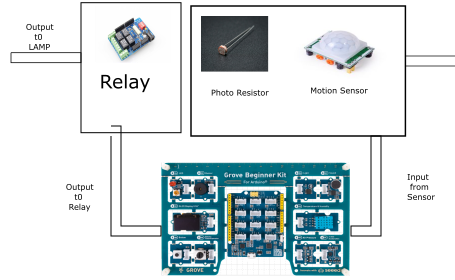 Output
t0
LAMP
Relay
Photo Resistor
Motion Sensor
Output
t0
Relay
Input
from
Sensor
Grove Beginner Kit
For Arduino
GROVE